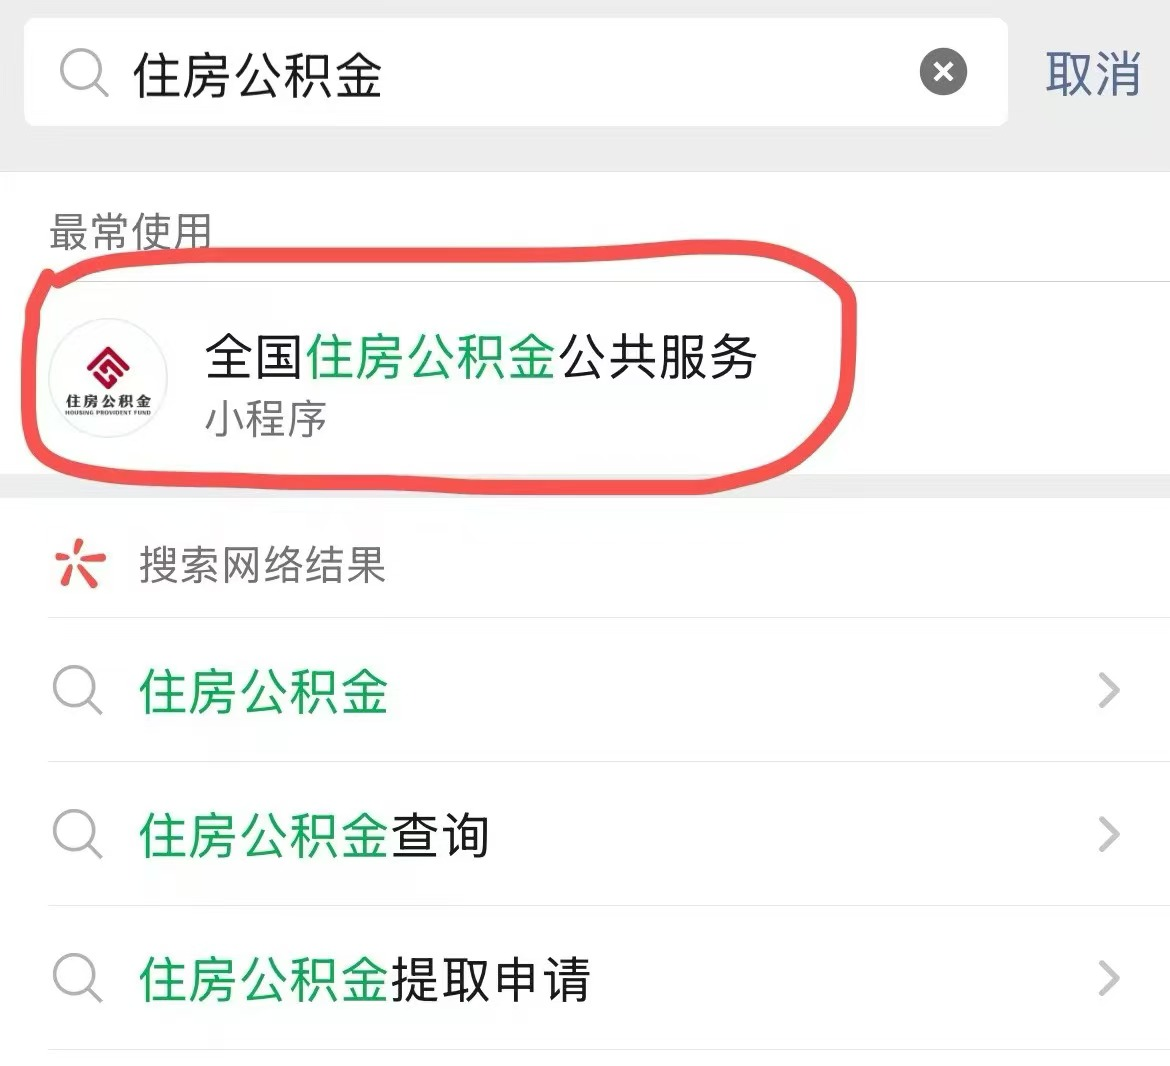 住房公积金 取消
最常使用
全国住房公积金公共服务
住房公积金
HOUSING PROVIDENT FUND
小程序
搜索网络结果
住房公积金
住房公积金查询
住房公积金提取申请